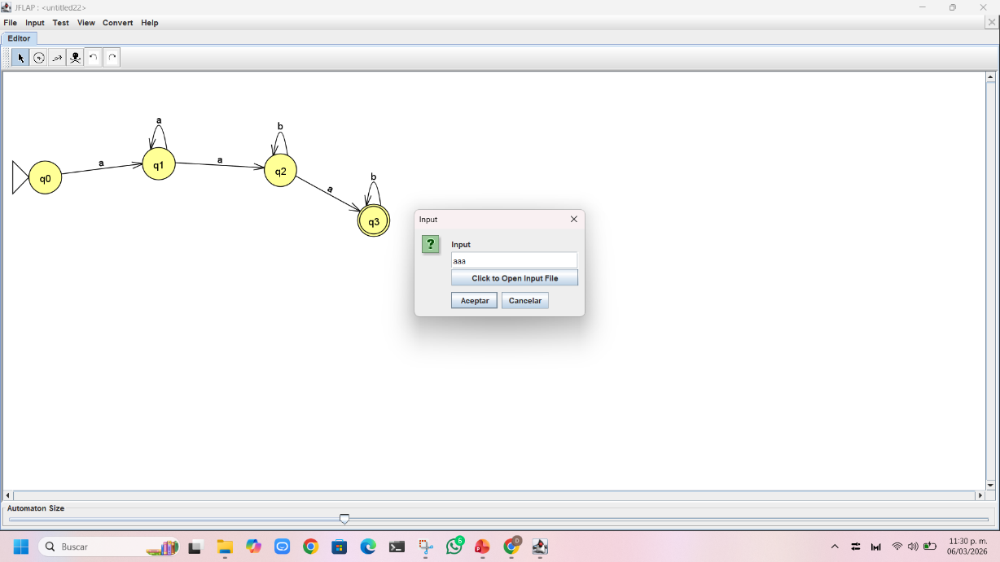 JFLAP : <untitled22>
File Input Test View Convert Help
Editor
a
b
a
a
q0
q1
q2
b
a
q3
Input
?
Input
aaa
Click to Open Input File
Aceptar Cancelar
Automaton Size
Buscar
6
D
11:30 p. m.
06/03/2026